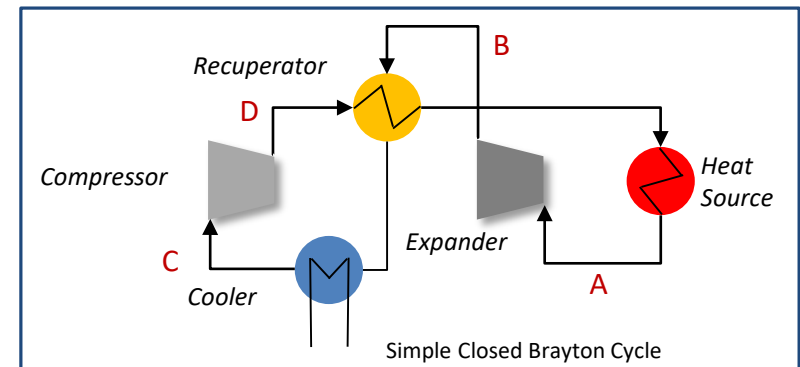 B
Recuperator
D
Compressor
Heat
Source
Expander
C
Cooler
A
Simple Closed Brayton Cycle